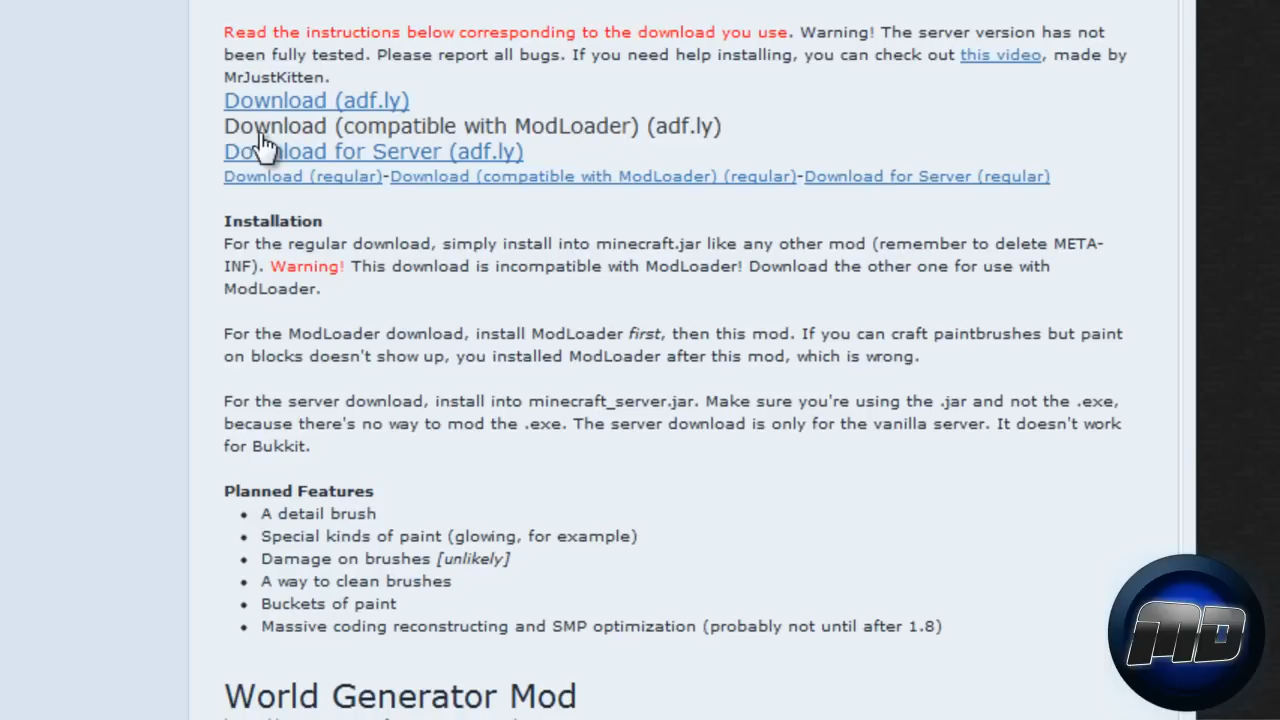 Read the instructions below corresponding to the download you use. Warning! The server version has not
been fully tested. Please report all bugs. If you need help installing, you can check out this video, made by
MrJustKitten.
Download (adf.ly)
Download (compatible with ModLoader) (adf.ly)
Download for Server (adf.ly)
Download (regular)-Download (compatible with ModLoader) (regular)-Download for Server (regular)
Installation
For the regular download, simply install into minecraft.jar like any other mod (remember to delete META-
INF). Warning! This download is incompatible with ModLoader! Download the other one for use with
ModLoader.
For the ModLoader download, install ModLoader first, then this mod. If you can craft paintbrushes but paint
on blocks doesn't show up, you installed ModLoader after this mod, which is wrong.
For the server download, install into minecraft_server.jar. Make sure you're using the .jar and not the .exe,
because there's no way to mod the .exe. The server download is only for the vanilla server. It doesn't work
for Bukkit.
Planned Features
• A detail brush
• Special kinds of paint (glowing, for example)
• Damage on brushes [unlikely]
• A way to clean brushes
• Buckets of paint
• Massive coding reconstructing and SMP optimization (probably not until after 1.8)
World Generator Mod
MD